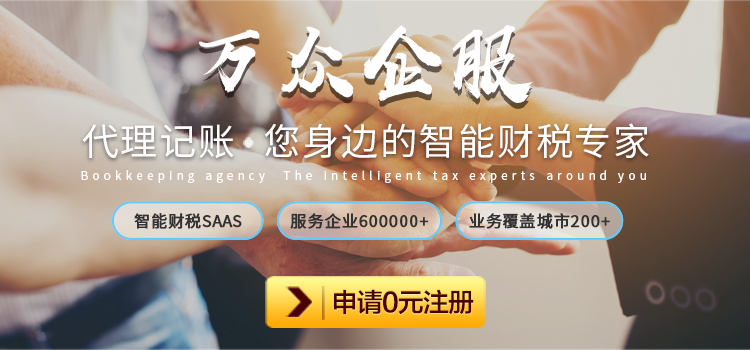 万众企服
代理记账·您身边的智能财税专家
Bookkeeping agency The intelligent tax experts around you
智能财税SAAS 服务企业600000+ 业务覆盖城市200+
申请0元注册